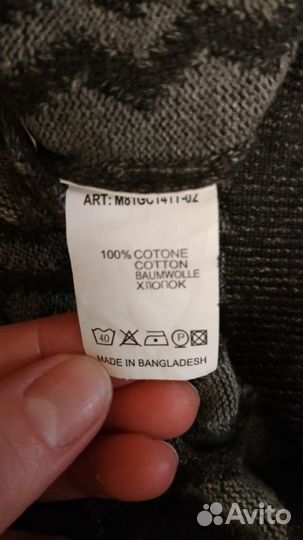 ART: M81GC1411-02
100% COTONE
COTTON
BAUMWOLLE
ХЛОПОК
40 P
MADE IN BANGLADESH
Avito